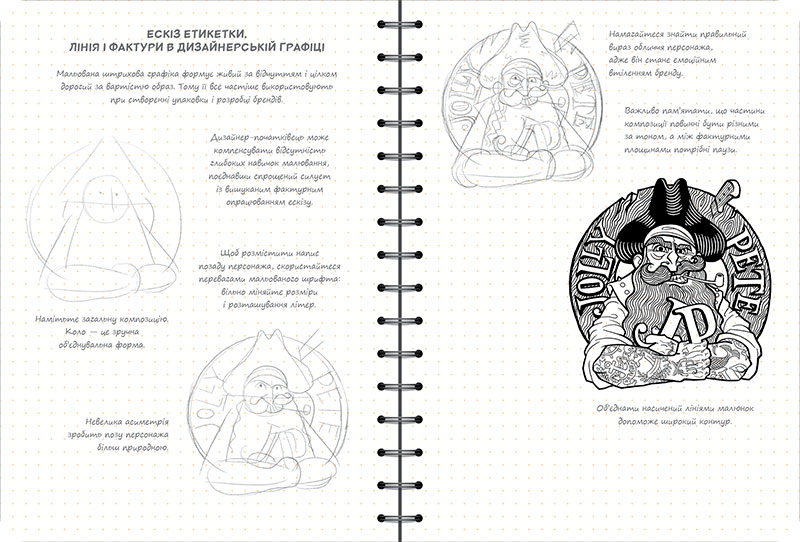 ЕСКІЗ ЕТИКЕТКИ.
ЛІНІЯ І ФАКТУРИ В ДИЗАЙНЕРСЬКІЙ ГРАФІЦІ
Мальована штрихова графіка формує живий за відчуттям і цілком
дорогий за вартістю образ. Тому її все частіше використовують
при створенні упаковки і розробці брендів.
Дизайнер-початківець може
компенсувати відсутність
глибоких навичок малювання,
поєднавши спрощений силует
із вишуканим фактурним
опрацюванням ескізу.
Щоб розмістити напис
позаду персонажа, скористайтеся
перевагами мальованого шрифта:
вільно міняйте розміри
і розташування літер.
Намітьте загальну композицію.
Коло — це зручна
об'єднувальна форма.
JOLLY PETE
Невелика асиметрія
зробить позу персонажа
більш природною.
JOLLY PETE
JD
Намагайтеся знайти правильний
вираз обличчя персонажа,
адже він стане емоційним
втіленням бренду.
Важливо пам'ятати, що частини
композиції повинні бути різними
за тоном, а між фактурними
площинами потрібні паузи.
JOLLY PETE
JD
Об'єднати насичений лініями малюнок
допоможе широкий контур.